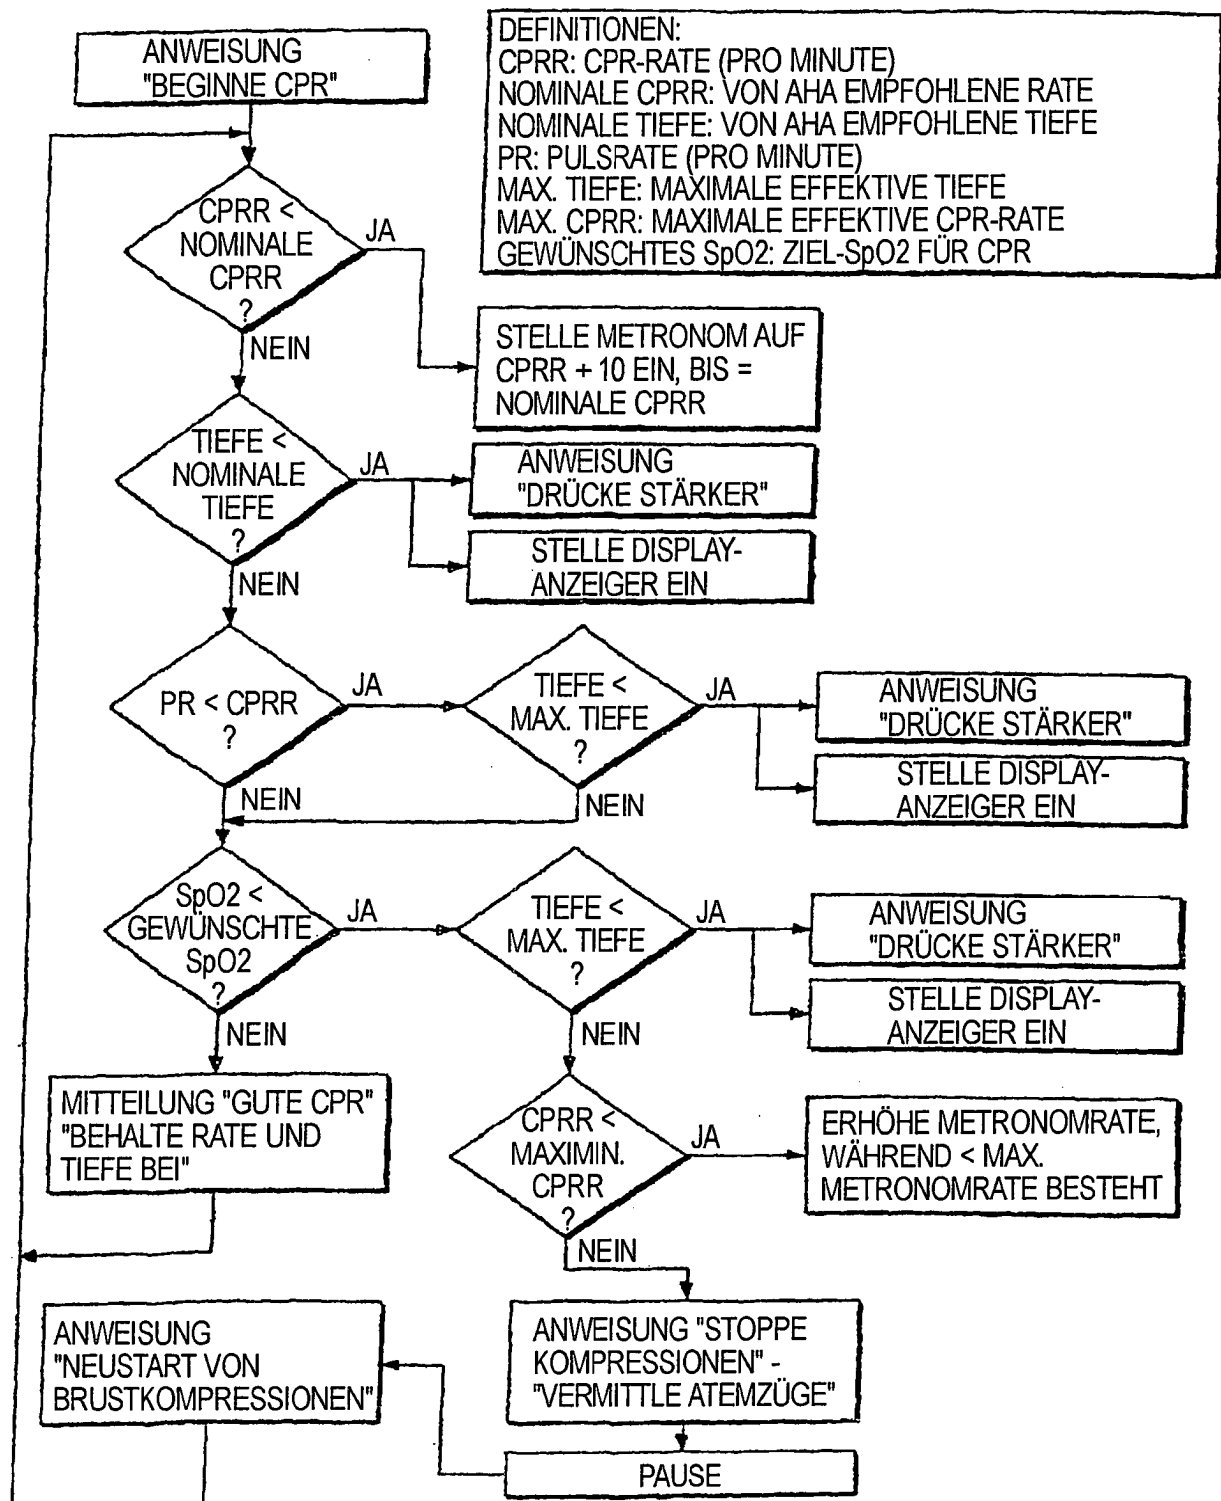 ANWEISUNG
"BEGINNE CPR"
DEFINITIONEN:
CPRR: CPR-RATE (PRO MINUTE)
NOMINALE CPRR: VON AHA EMPFOHLENE RATE
NOMINALE TIEFE: VON AHA EMPFOHLENE TIEFE
PR: PULSRATE (PRO MINUTE)
MAX. TIEFE: MAXIMALE EFFEKTIVE TIEFE
MAX. CPRR: MAXIMALE EFFEKTIVE CPR-RATE
GEWÜNSCHTES SpO2: ZIEL-SpO2 FÜR CPR
CPRR <
NOMINALE
CPRR
?
JA
NEIN
STELLE METRONOM AUF
CPRR + 10 EIN, BIS =
NOMINALE CPRR
TIEFE <
NOMINALE
TIEFE
?
JA
NEIN
ANWEISUNG
"DRÜCKE STÄRKER"
STELLE DISPLAY-
ANZEIGER EIN
PR < CPRR
?
JA
NEIN
TIEFE <
MAX. TIEFE
?
JA
NEIN
ANWEISUNG
"DRÜCKE STÄRKER"
STELLE DISPLAY-
ANZEIGER EIN
SpO2 <
GEWÜNSCHTE
SpO2
?
JA
NEIN
TIEFE <
MAX. TIEFE
?
JA
NEIN
ANWEISUNG
"DRÜCKE STÄRKER"
STELLE DISPLAY-
ANZEIGER EIN
MITTEILUNG "GUTE CPR"
"BEHALTE RATE UND
TIEFE BEI"
CPRR <
MAXIMIN.
CPRR
?
JA
NEIN
ERHÖHE METRONOMRATE,
WÄHREND < MAX.
METRONOMRATE BESTEHT
ANWEISUNG
"NEUSTART VON
BRUSTKOMPRESSIONEN"
ANWEISUNG "STOPPE
KOMPRESSIONEN" -
"VERMITTLE ATEMZÜGE"
PAUSE